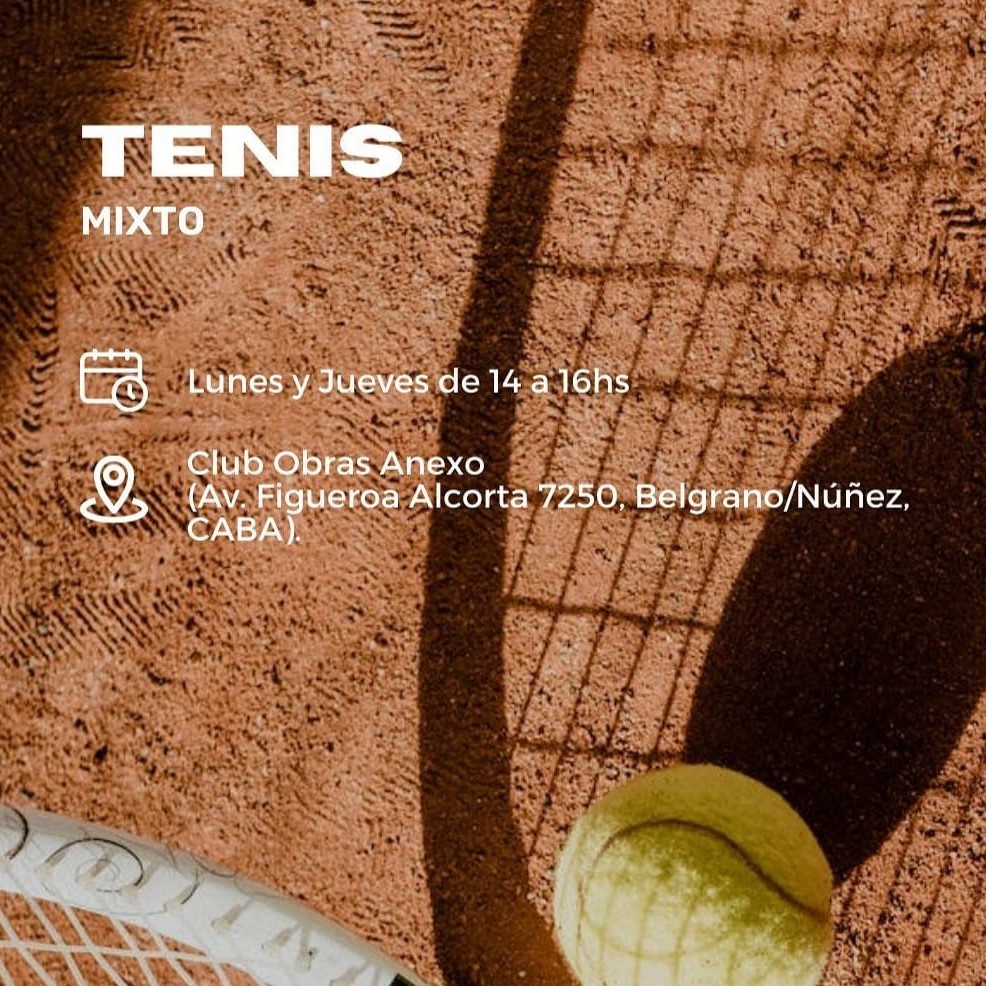 TENIS
MIXTO
Lunes y Jueves de 14 a 16hs
Club Obras Anexo
(Av. Figueroa Alcorta 7250, Belgrano/Núñez,
CABA).